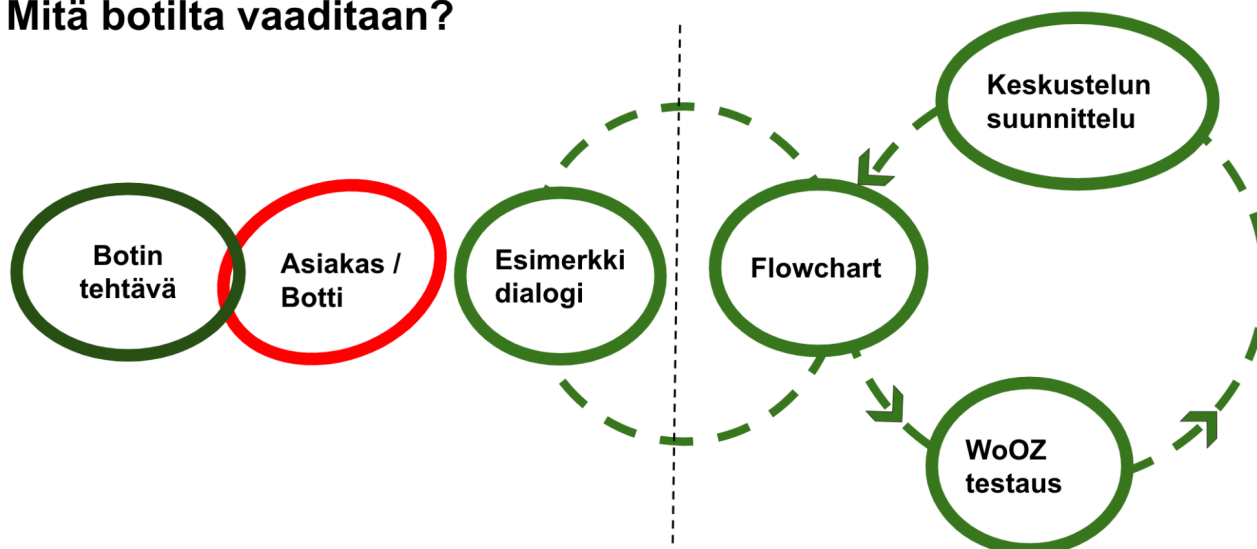 Mitä botilta vaaditaan?
Keskustelun
suunnittelu
Botin
tehtävä
Asiakas /
Botti
Esimerkki
dialogi
Flowchart
WoOZ
testaus